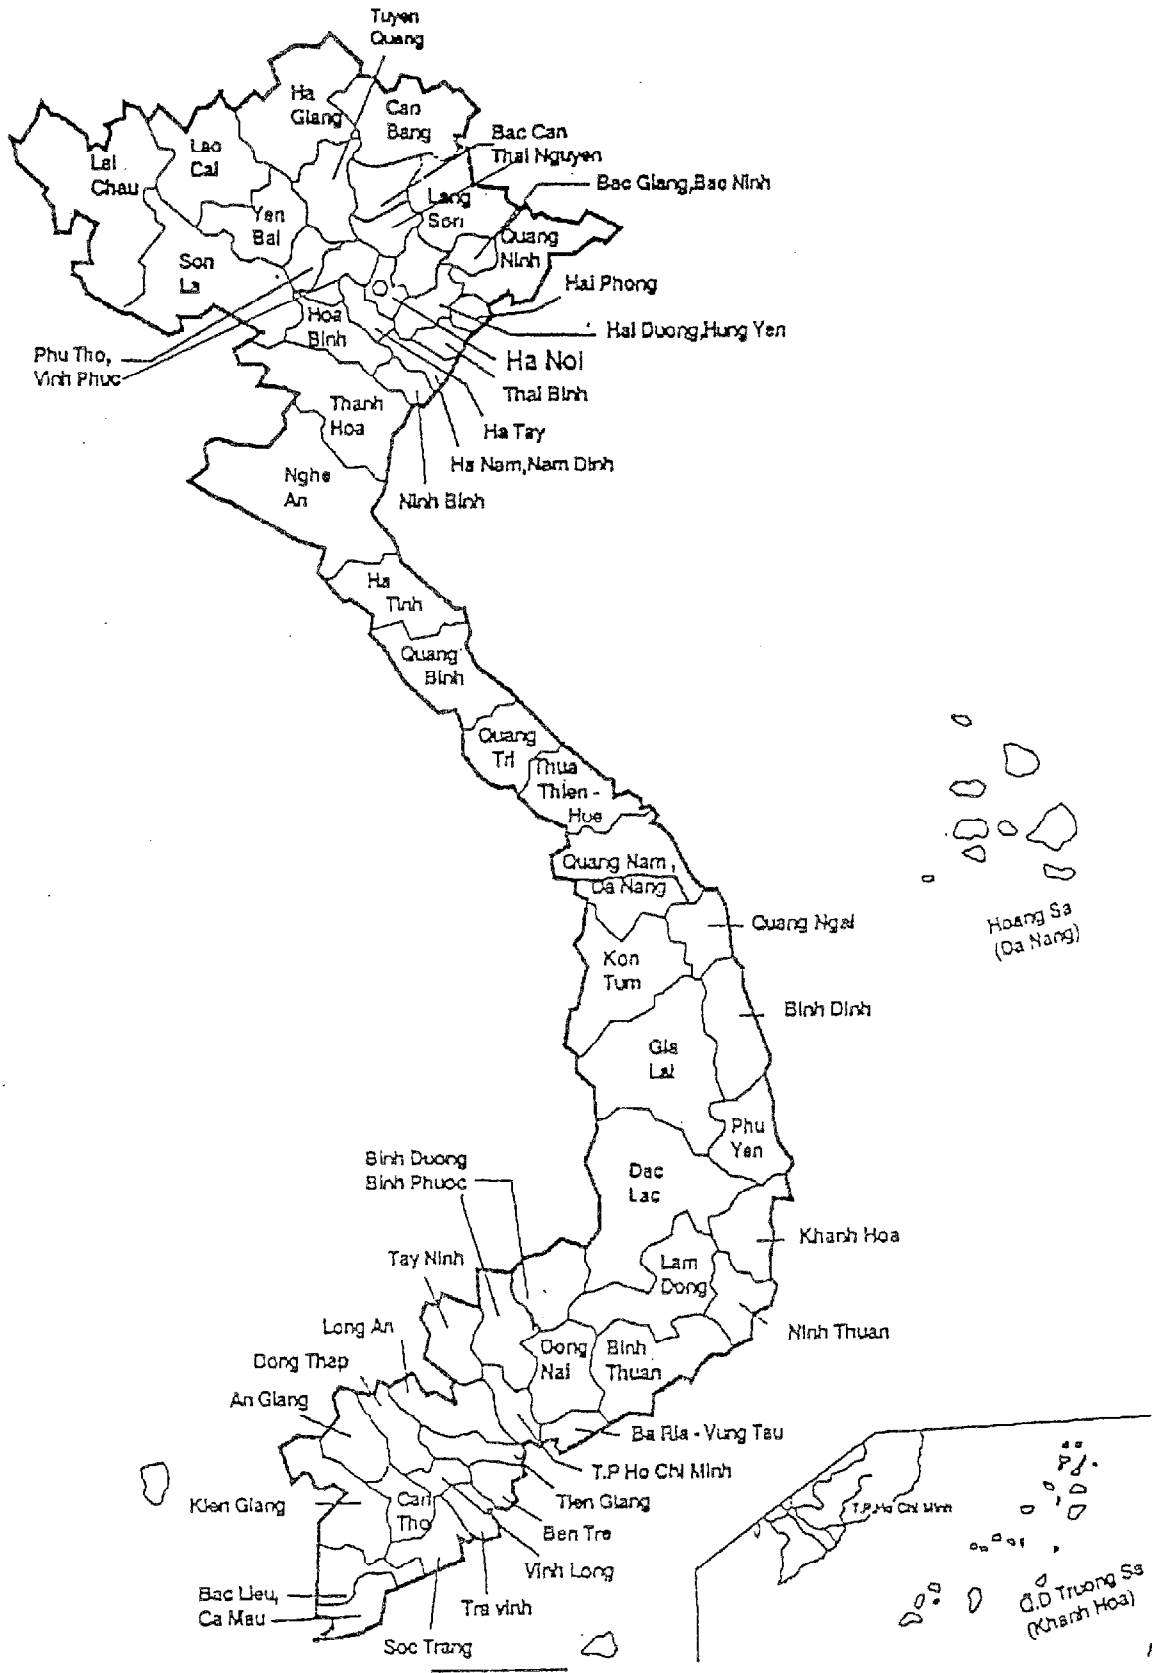 Tuyen
Quang
Ha
Giang
Can
Bang
Lao
Cai
Lai
Chau
Bac Can
Thai Nguyen
Bac Giang,Bac Ninh
Lang
Son
Yen
Bai
Quang
Ninh
Son
La
Hai Phong
Hoa
Binh
Hai Duong,Hung Yen
Phu Tho,
Vinh Phuc
Ha Noi
Thai Binh
Thanh
Hoa
Ha Tay
Ha Nam,Nam Dinh
Nghe
An
Ninh Binh
Ha
Tinh
Quang
Binh
Quang
Tri
Thua
Thien -
Hue
Quang Nam,
Da Nang
Quang Ngai
Hoang Sa
(Da Nang)
Kon
Tum
Binh Dinh
Gia
Lai
Phu
Yen
Binh Duong
Binh Phuoc
Dac
Lac
Khanh Hoa
Tay Ninh
Lam
Dong
Long An
Ninh Thuan
Dong Thap
Dong
Nai
Binh
Thuan
An Giang
Ba Ria - Vung Tau
T.P Ho Chi Minh
Kien Giang
Can
Tho
Tien Giang
T.P.Ho Chi Minh
Ben Tre
Vinh Long
Bac Lieu,
Ca Mau
Tra vinh
Q.D Truong Sa
(Khanh Hoa)
Soc Trang